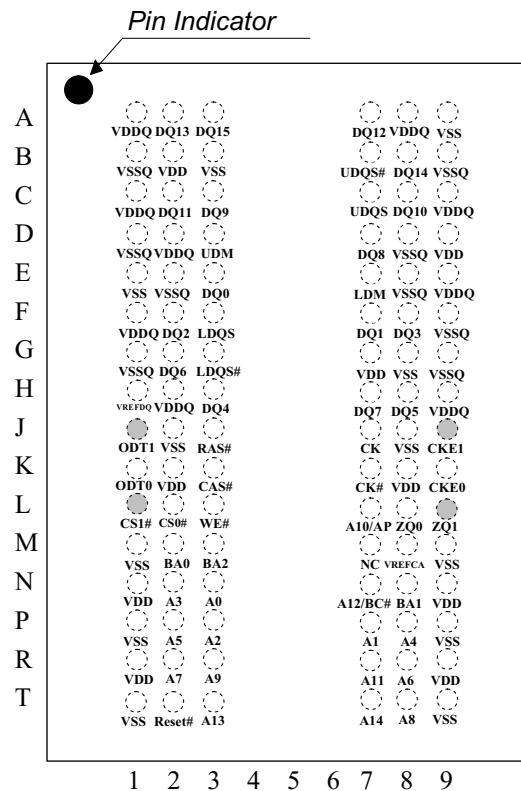 Pin Indicator
A
VDDQ DQ13 DQ15 DQ12 VDDQ VSS
B
VSSQ VDD VSS UDQS# DQ14 VSSQ
C
VDDQ DQ11 DQ9 UDQS DQ10 VDDQ
D
VSSQ VDDQ UDM DQ8 VSSQ VDD
E
VSS VSSQ DQ0 LDM VSSQ VDDQ
F
VDDQ DQ2 LDQS DQ1 DQ3 VSSQ
G
VSSQ DQ6 LDQS# VDD VSS VSSQ
H
VREFDQ VDDQ DQ4 DQ7 DQ5 VDDQ
J
ODT1 VSS RAS# CK VSS CKE1
K
ODT0 VDD CAS# CK# VDD CKE0
L
CS1# CS0# WE# A10/AP ZQ0 ZQ1
M
VSS BA0 BA2 NC VREFCA VSS
N
VDD A3 A0 A12/BC# BA1 VDD
P
VSS A5 A2 A1 A4 VSS
R
VDD A7 A9 A11 A6 VDD
T
VSS Reset# A13 A14 A8 VSS
1 2 3 4 5 6 7 8 9